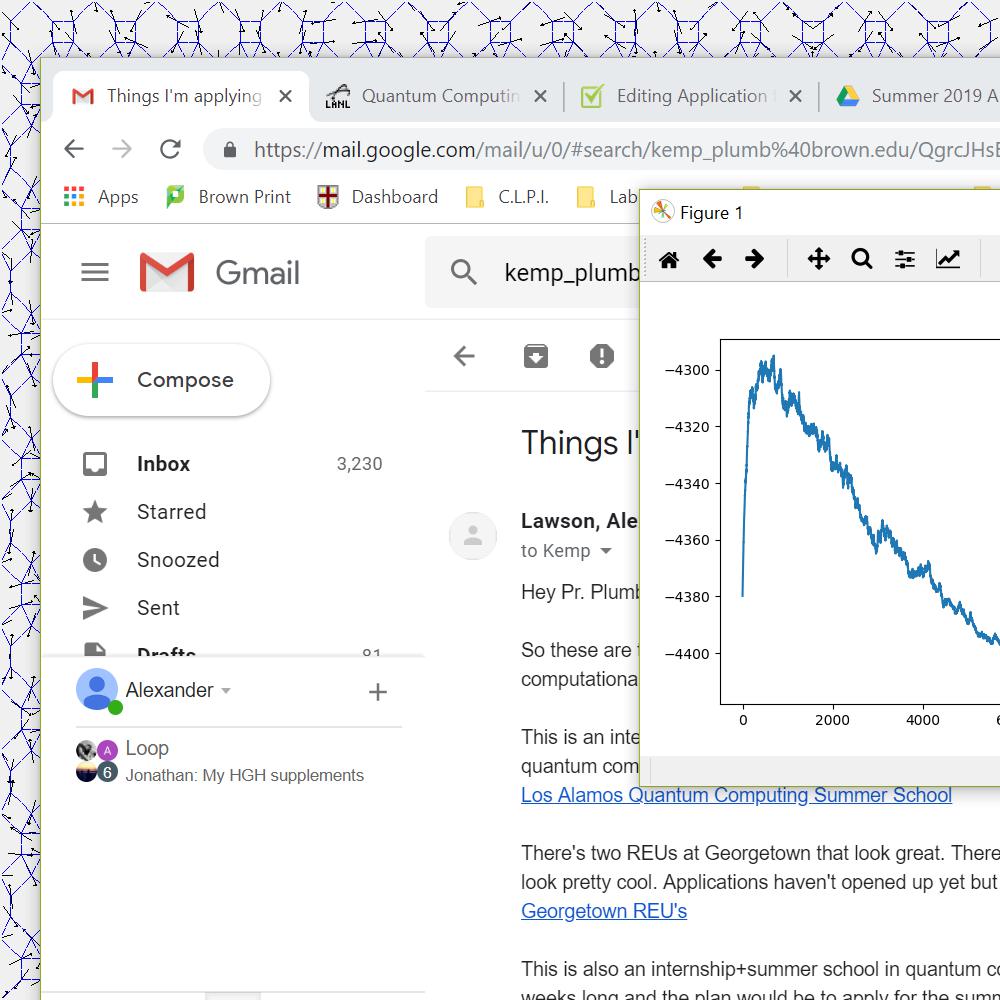 Things I'm applying
LANL
Quantum Computin
Editing Application
Summer 2019 A
https://mail.google.com/mail/u/0/#search/kemp_plumb%40brown.edu/QgrcJHsE
Apps
Brown Print
Dashboard
C.L.P.I.
Lab
Figure 1
Gmail
kemp_plumb
Compose
Inbox 3,230
Starred
Snoozed
Sent
Drafts 81
Alexander
A
6
Loop
Jonathan: My HGH supplements
Things I'
Lawson, Ale
to Kemp
Hey Pr. Plumb
So these are
computationa
This is an inte
quantum com
Los Alamos Quantum Computing Summer School
There's two REUs at Georgetown that look great. There
look pretty cool. Applications haven't opened up yet but
Georgetown REU's
This is also an internship+summer school in quantum co
weeks long and the plan would be to apply for the summ
−4300
−4320
−4340
−4360
−4380
−4400
0 2000 4000 6